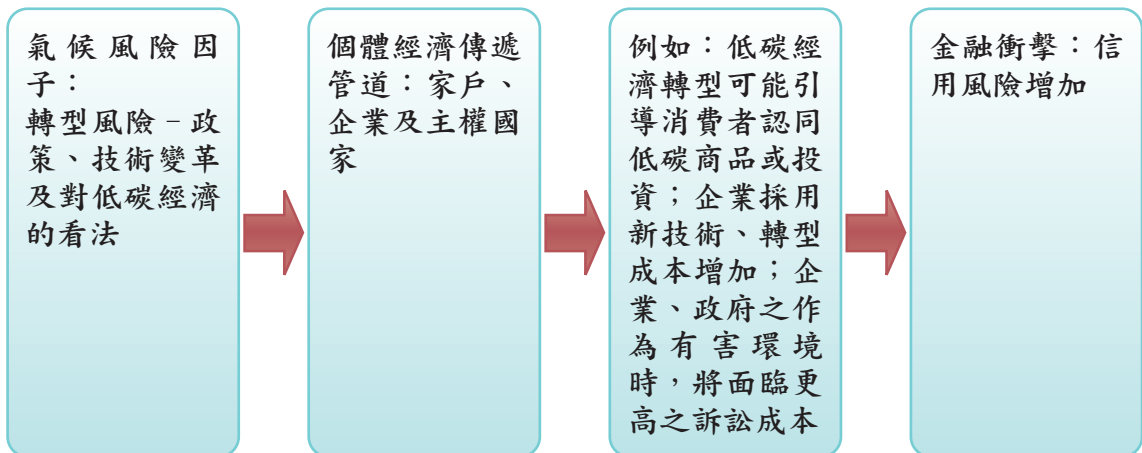 氣候風險因
子：
轉型風險–政
策、技術變革
及對低碳經濟
的看法
個體經濟傳遞
管道：家戶、
企業及主權國
家
例如：低碳經
濟轉型可能引
導消費者認同
低碳商品或投
資；企業採用
新技術、轉型
成本增加；企
業、政府之作
為有害環境
時，將面臨更
高之訴訟成本
金融衝擊：信
用風險增加